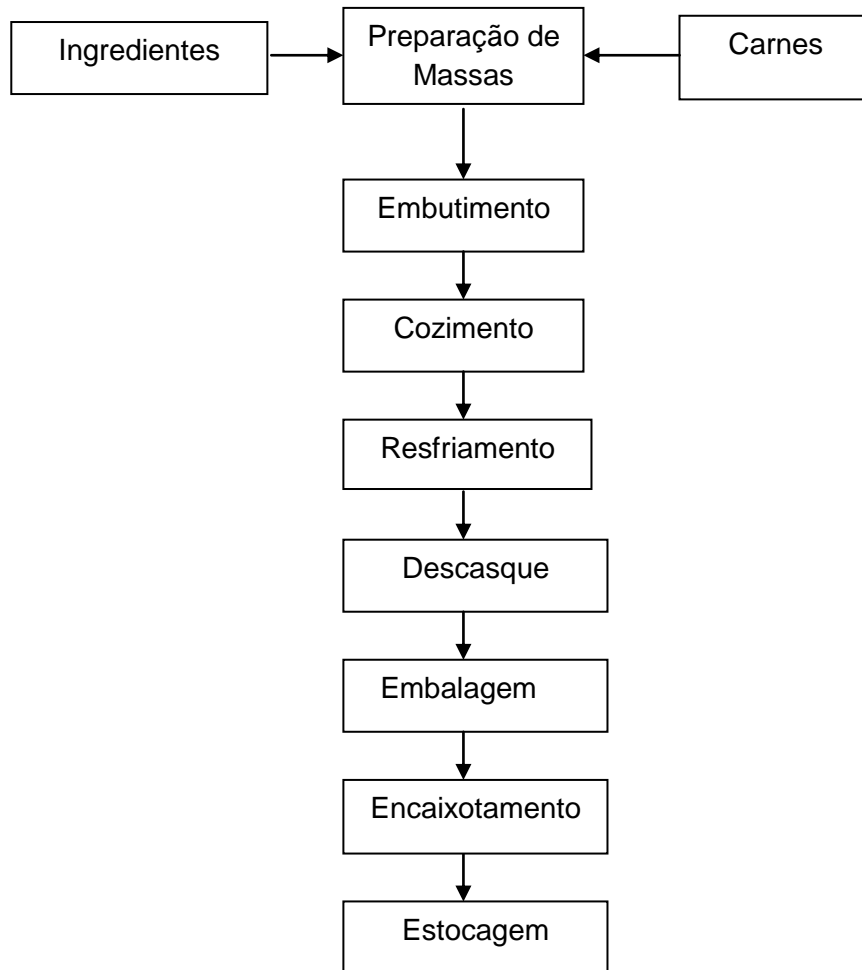 Ingredientes
Preparação de
Massas
Carnes
Embutimento
Cozimento
Resfriamento
Descasque
Embalagem
Encaixotamento
Estocagem